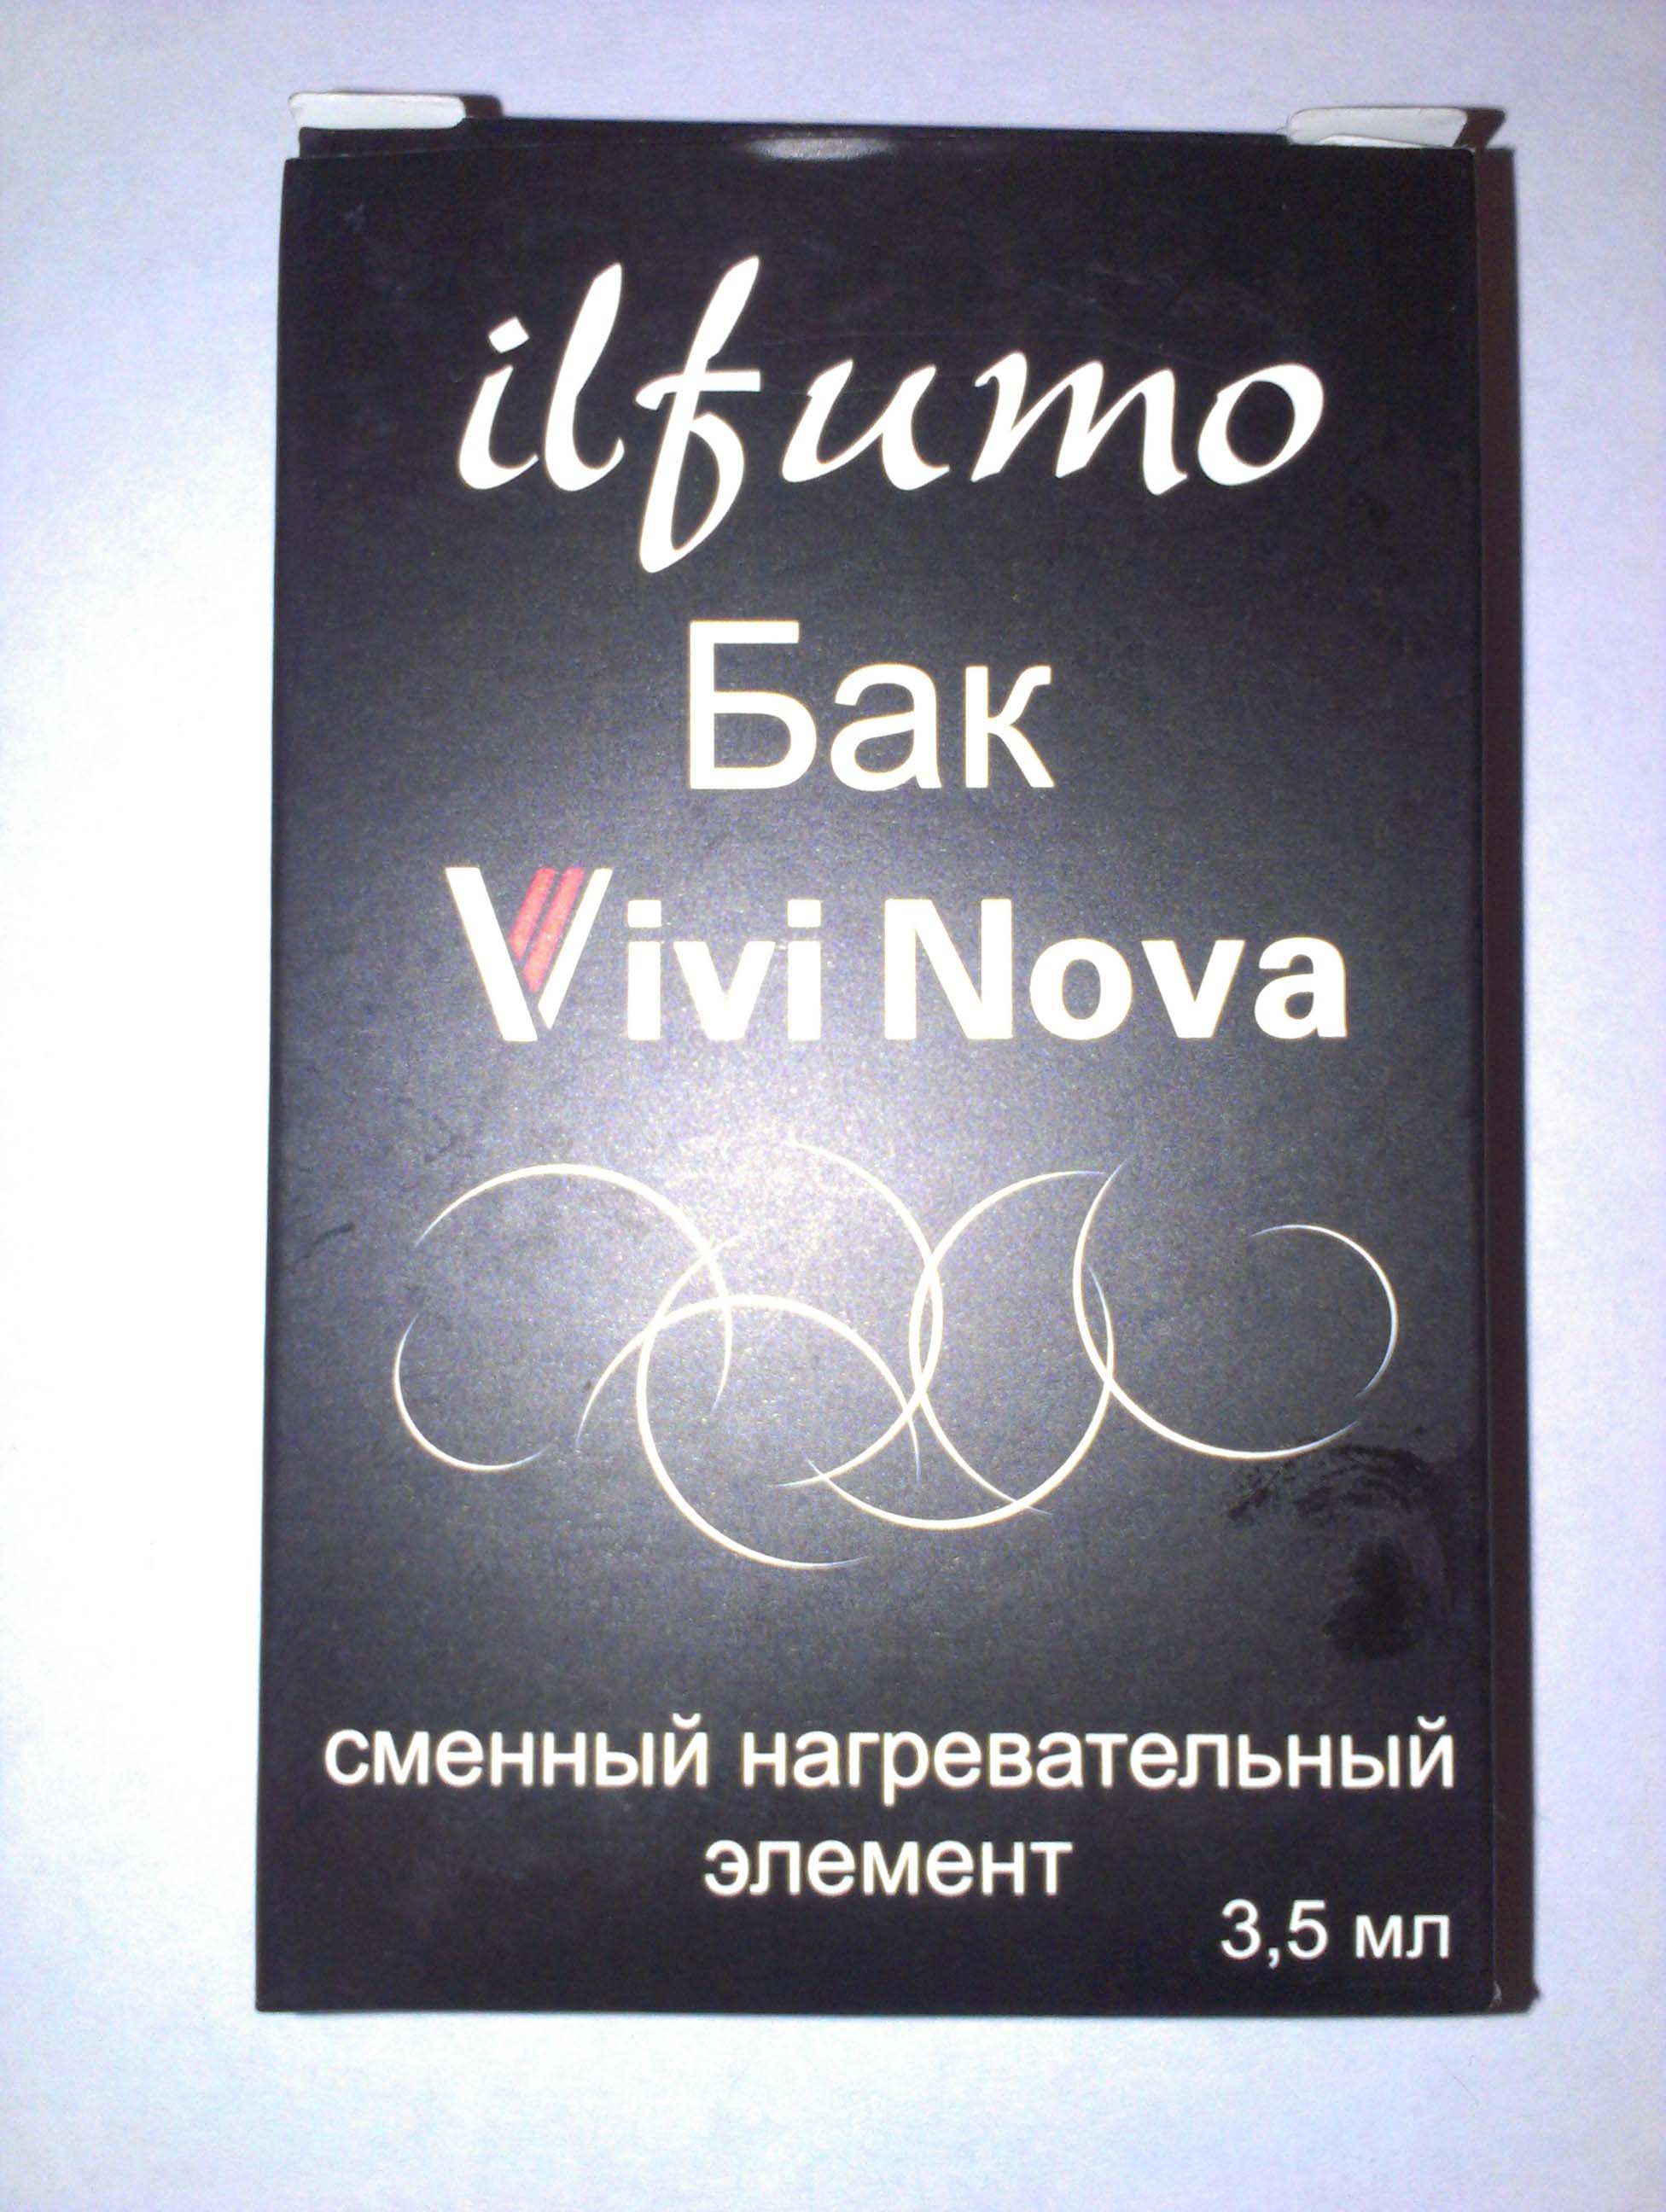 ilfumo
Бак
Vivi Nova
сменный нагревательный
элемент
3,5 мл